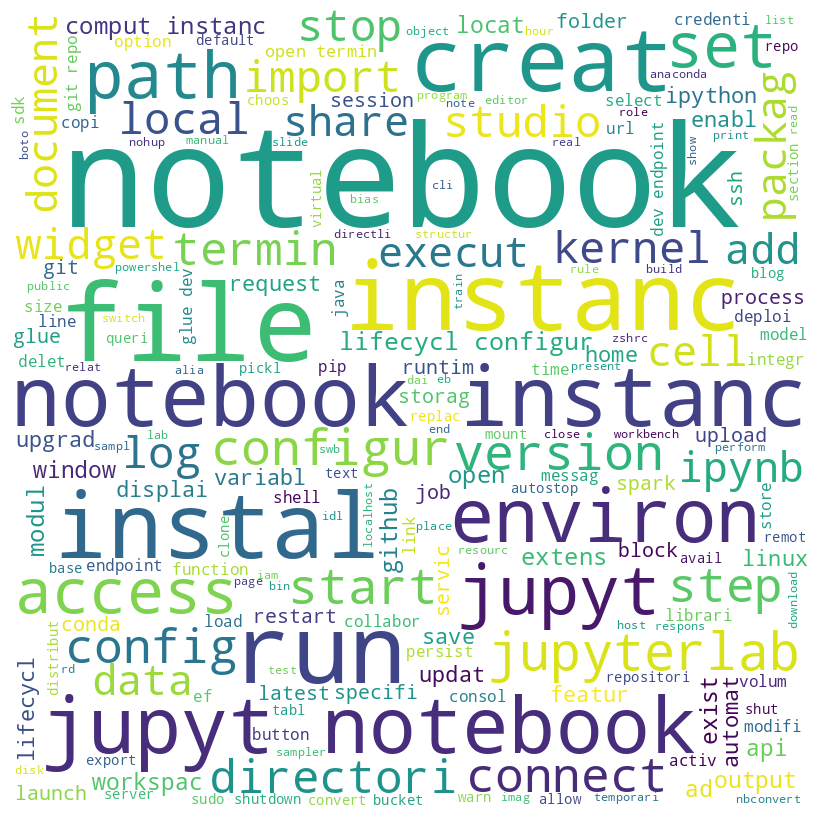 comput instanc
stop
locat
folder
credenti
list
option
default
open termin
object
hour
creat
set
repo
document
git repo
path
import
anaconda
sdk
choos
session
program
note
editor
select
ipython
packag
section read
copi
local
share
studio
url
enabl
boto
nohup
manual
slide
real
role
print
show
notebook
cli
virtual
bias
dev endpoint
ssh
widget
termin
directli
structur
execut
kernel
add
git
powershel
request
file
instanc
train
rule
build
blog
public
size
glue dev
java
process
line
switch
queri
lifecycl configur
zshrc
deploi
model
glue
home
cell
integr
delet
relat
alia
pickl
pip
runtim
time
present
notebook instanc
dai
eb
storag
replac
upgrad
sampl
lab
log
configur
end
mount
close
workbench
upload
perform
window
variabl
swb
version
open
messag
spark
ipynb
modul
displai
shell
text
job
autostop
store
instal
idl
localhost
github
link
place
environ
remot
clone
resourc
base
endpoint
function
extens
block
avail
linux
access
page
iam
bin
start
servic
jupyt
step
download
conda
load
restart
collabor
host
respons
librari
distribut
config
run
save
persist
jupyterlab
rd
test
updat
repositori
lifecycl
data
ef
latest
specifi
consol
featur
exist
automat
volum
tabl
shut
jupyt notebook
button
modifi
export
sampler
activ
api
disk
workspac
directori
connect
ad
output
nbconvert
launch
server
sudo
shutdown
convert
bucket
warn
imag
allow
temporari